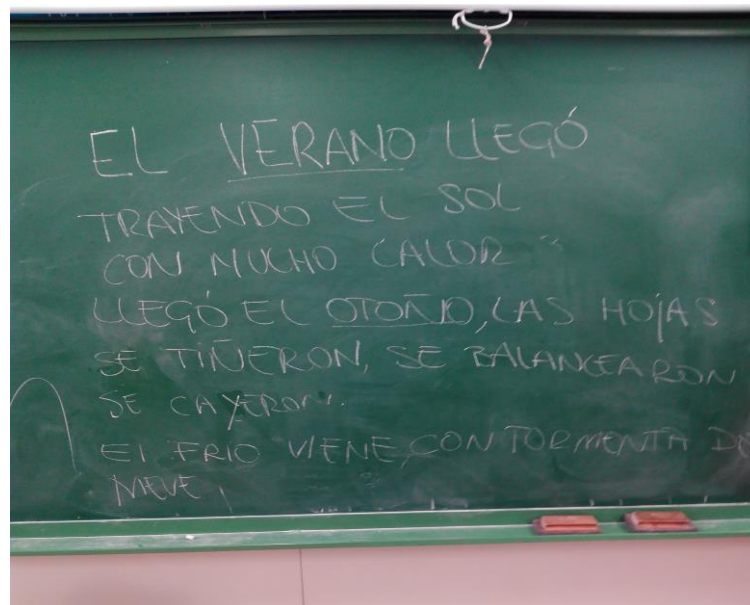 EL VERANO LLEGÓ
TRAYENDO EL SOL
CON MUCHO CALOR
LLEGÓ EL OTOÑO, LAS HOJAS
SE TIÑERON, SE BALANCEARON
SE CAYERON.
El FRIO VIENE, CON TORMENTA DE
NIEVE